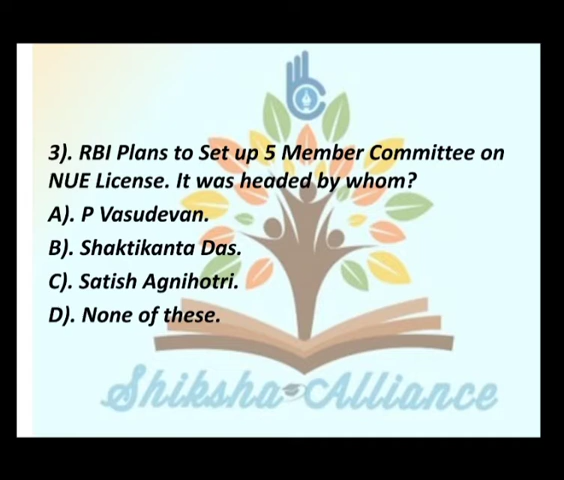 3). RBI Plans to Set up 5 Member Committee on
NUE License. It was headed by whom?
A). P Vasudevan.
B). Shaktikanta Das.
C). Satish Agnihotri.
D). None of these.
Shiksha Alliance